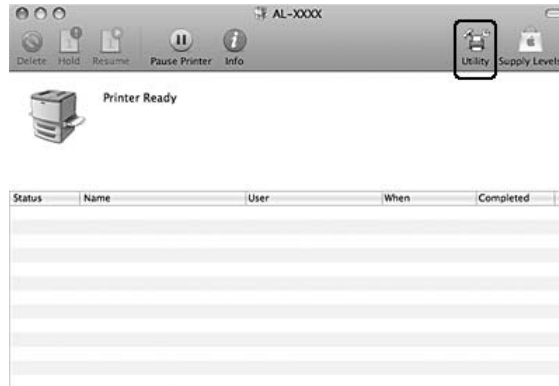 AL-XXXX
Delete Hold Resume Pause Printer Info Utility Supply Levels
Printer Ready
Status Name User When Completed